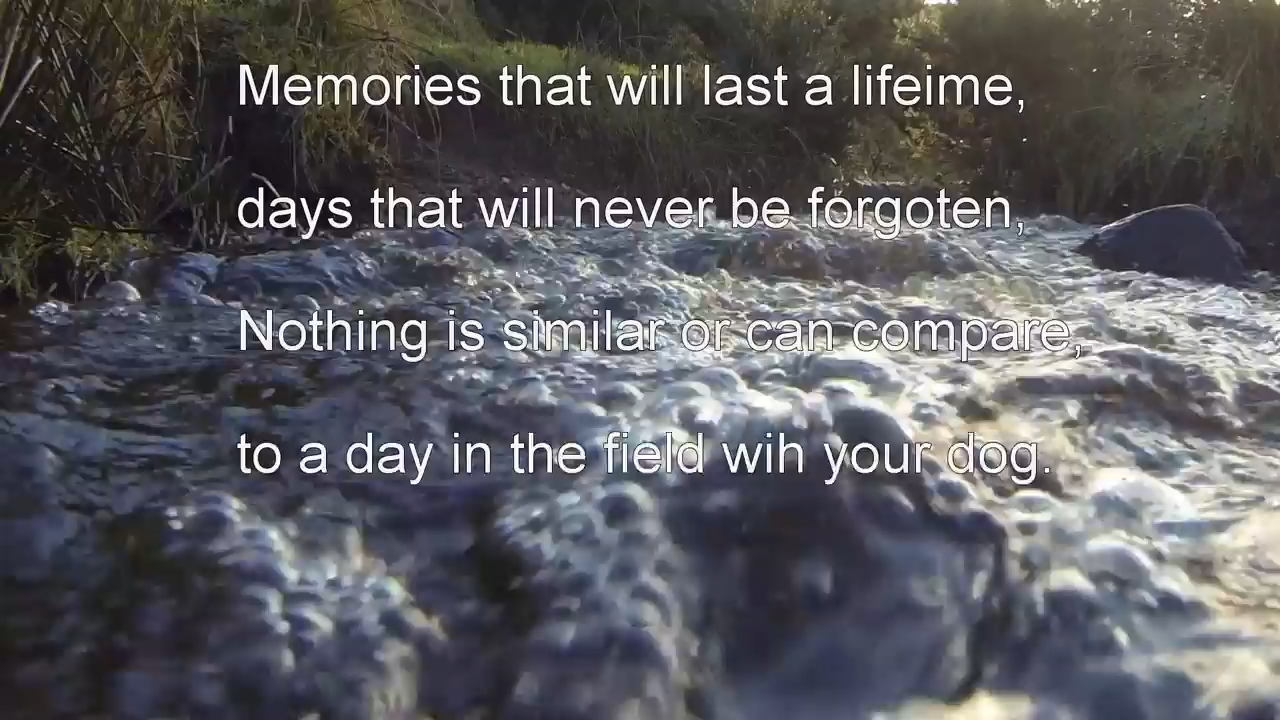 Memories that will last a lifeime,
days that will never be forgoten,
Nothing is similar or can compare,
to a day in the field wih your dog.